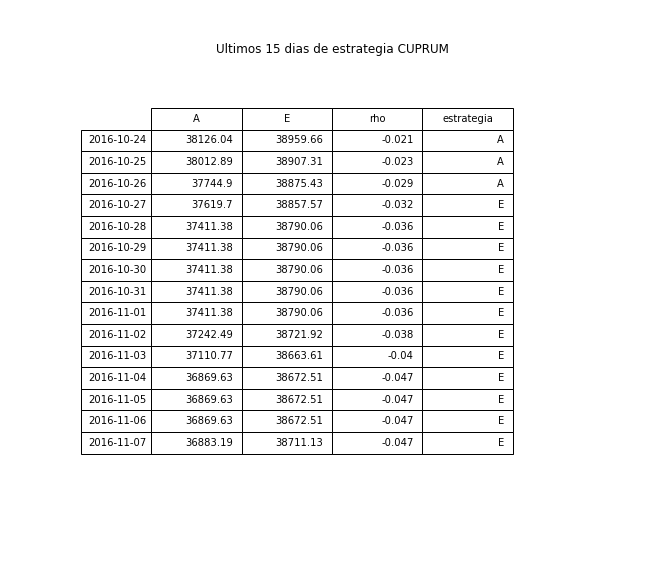 Ultimos 15 dias de estrategia CUPRUM
A E rho estrategia
2016-10-24 38126.04 38959.66 -0.021 A
2016-10-25 38012.89 38907.31 -0.023 A
2016-10-26 37744.9 38875.43 -0.029 A
2016-10-27 37619.7 38857.57 -0.032 E
2016-10-28 37411.38 38790.06 -0.036 E
2016-10-29 37411.38 38790.06 -0.036 E
2016-10-30 37411.38 38790.06 -0.036 E
2016-10-31 37411.38 38790.06 -0.036 E
2016-11-01 37411.38 38790.06 -0.036 E
2016-11-02 37242.49 38721.92 -0.038 E
2016-11-03 37110.77 38663.61 -0.04 E
2016-11-04 36869.63 38672.51 -0.047 E
2016-11-05 36869.63 38672.51 -0.047 E
2016-11-06 36869.63 38672.51 -0.047 E
2016-11-07 36883.19 38711.13 -0.047 E